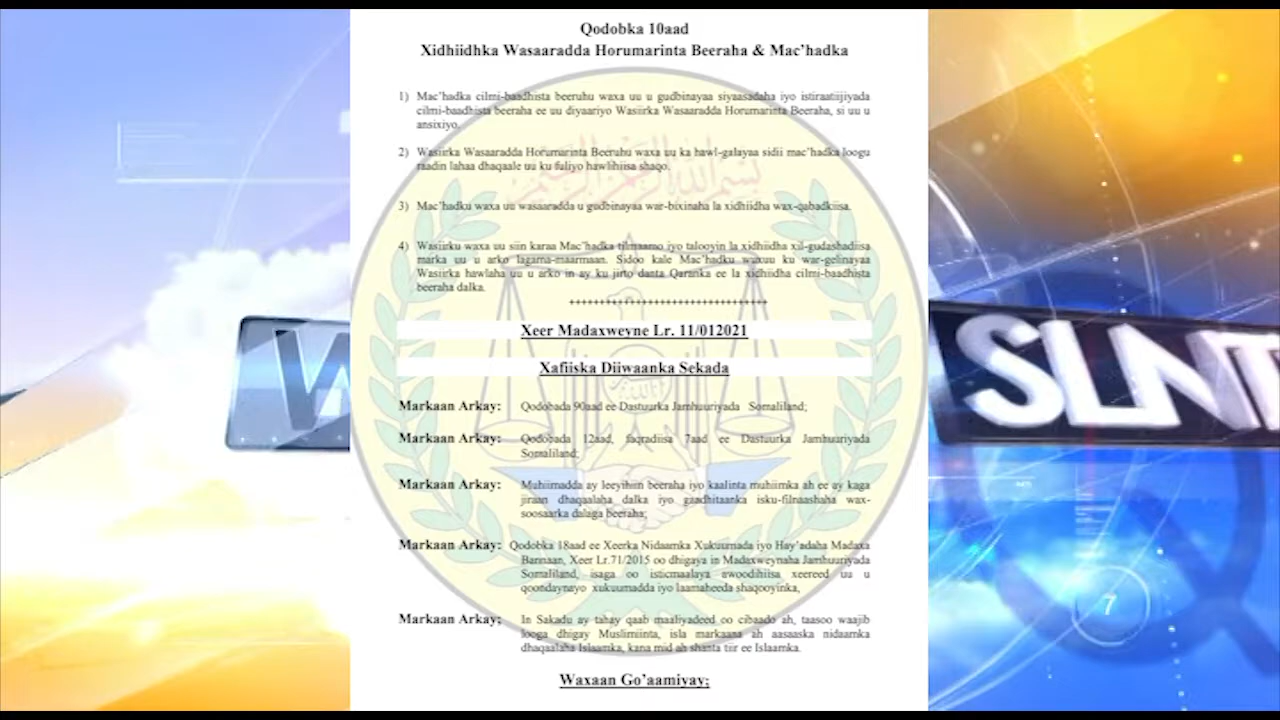 Qodobka 10aad
Xidhiidhka Wasaaradda Horumarinta Beeraha & Mac'hadka
1) Mac'hadka cilmi-baadhista beeruhu waxa uu u gudbinayaa siyaasadaha iyo istiraatiijiyada
cilmi-baadhista beeraha ee uu diyaariyo Wasiirka Wasaaradda Horumarinta Beeraha, si uu u
ansixiyo.
2) Wasiirka Wasaaradda Horumarinta Beeruhu waxa uu ka hawl-galayaa sidii mac'hadka loogu
raadin lahaa dhaqaale uu ku fuliyo hawlihiisa shaqo.
بسم الله الرحمن الرحيم
3) Mac'hadku waxa uu wasaaradda u gudbinayaa war-bixinaha la xidhiidha wax-qabadkiisa.
4) Wasiirku waxa uu siin karaa Mac'hadka tilmaamo iyo talooyin la xidhiidha xil-gudashadiisa
marka uu u arko lagama-maarmaan. Sidoo kale Mac'hadku waxuu ku war-gelinayaa
Wasiirka hawlaha uu u arko in ay ku jirto danta Qaranka ee la xidhiidha cilmi-baadhista
beeraha dalka.
+++++++++++++++++++++++++++++++++
Xeer Madaxweyne Lr. 11/012021
Xafiiska Diiwaanka Sekada
W
SLNT
Markaan Arkay: Qodobada 90aad ee Dastuurka Jamhuuriyada Somaliland;
Markaan Arkay: Qodobada 12aad, faqradiisa 7aad ee Dastuurka Jamhuuriyada
Somaliland;
Markaan Arkay: Muhiimadda ay leeyihiin beeraha iyo kaalinta muhiimka ah ee ay kaga
jiraan dhaqaalaha dalka iyo gaadhitaanka isku-filnaashaha wax-
soosaarka dalaga beeraha;
Markaan Arkay: Qodobka 18aad ee Xeerka Nidaamka Xukuumada iyo Hay'adaha Madaxa
Bannaan, Xeer Lr.71/2015 oo dhigaya in Madaxweynaha Jamhuuriyada
Somaliland, isaga oo isticmaalaya awoodihiisa xeereed uu u
qoondaynayo xukuumadda iyo laamaheeda shaqooyinka,
Markaan Arkay; In Sakadu ay tahay qaab maaliyadeed oo cibaado ah, taasoo waajib
looga dhigay Muslimiinta, isla markaana ah aasaaska nidaamka
dhaqaalaha Islaamka, kana mid ah shanta tiir ee Islaamka.
7
Waxaan Go'aamiyay;